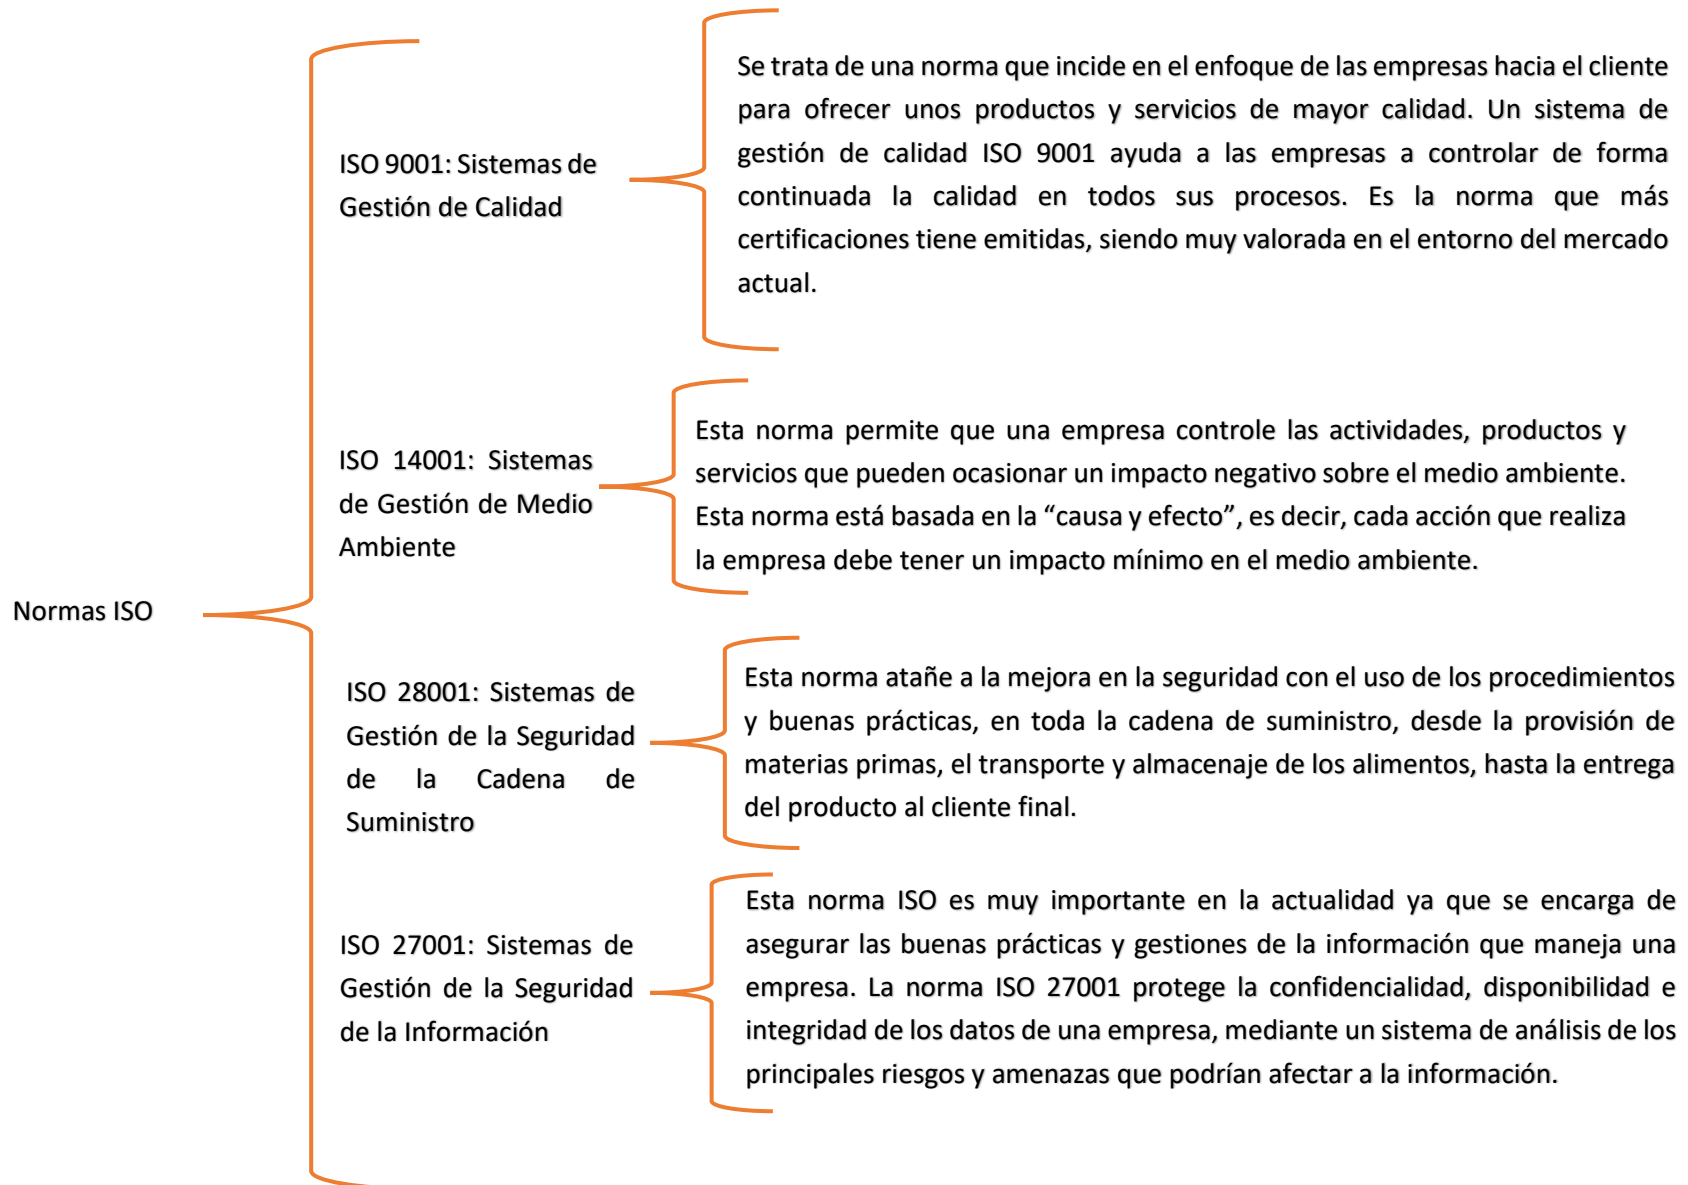 Normas ISO
ISO 9001: Sistemas de
Gestión de Calidad
Se trata de una norma que incide en el enfoque de las empresas hacia el cliente
para ofrecer unos productos y servicios de mayor calidad. Un sistema de
gestión de calidad ISO 9001 ayuda a las empresas a controlar de forma
continuada la calidad en todos sus procesos. Es la norma que más
certificaciones tiene emitidas, siendo muy valorada en el entorno del mercado
actual.
ISO 14001: Sistemas
de Gestión de Medio
Ambiente
Esta norma permite que una empresa controle las actividades, productos y
servicios que pueden ocasionar un impacto negativo sobre el medio ambiente.
Esta norma está basada en la “causa y efecto”, es decir, cada acción que realiza
la empresa debe tener un impacto mínimo en el medio ambiente.
ISO 28001: Sistemas de
Gestión de la Seguridad
de la Cadena de
Suministro
Esta norma atañe a la mejora en la seguridad con el uso de los procedimientos
y buenas prácticas, en toda la cadena de suministro, desde la provisión de
materias primas, el transporte y almacenaje de los alimentos, hasta la entrega
del producto al cliente final.
ISO 27001: Sistemas de
Gestión de la Seguridad
de la Información
Esta norma ISO es muy importante en la actualidad ya que se encarga de
asegurar las buenas prácticas y gestiones de la información que maneja una
empresa. La norma ISO 27001 protege la confidencialidad, disponibilidad e
integridad de los datos de una empresa, mediante un sistema de análisis de los
principales riesgos y amenazas que podrían afectar a la información.